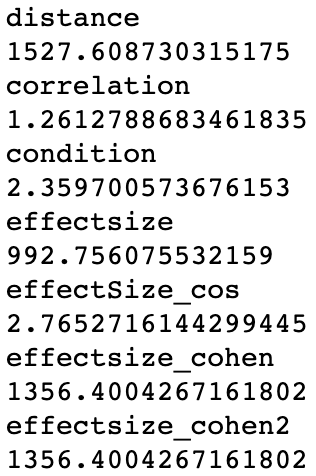 distance
1527.608730315175
correlation
1.2612788683461835
condition
2.359700573676153
effectsize
992.756075532159
effectSize_cos
2.7652716144299445
effectsize_cohen
1356.4004267161802
effectsize_cohen2
1356.4004267161802